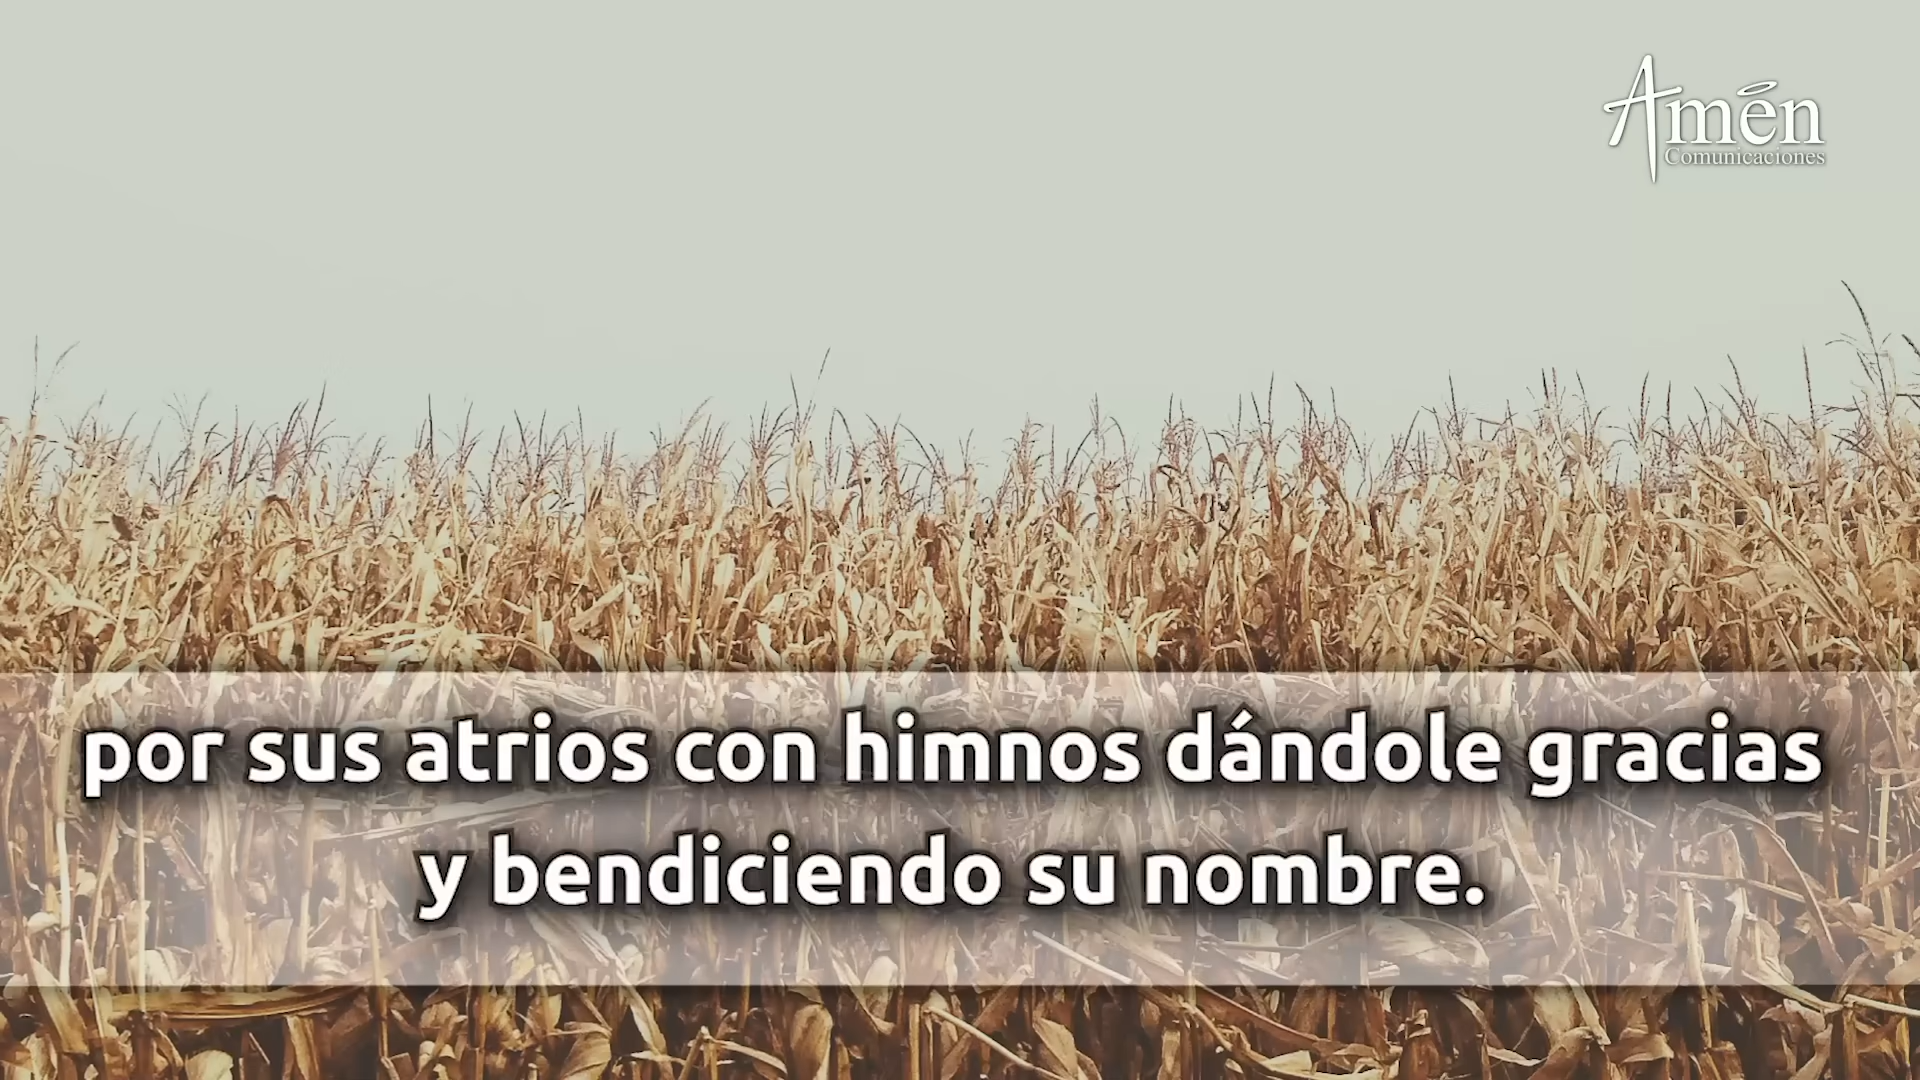 Amén
Comunicaciones
por sus atrios con himnos dándole gracias
y bendiciendo su nombre.